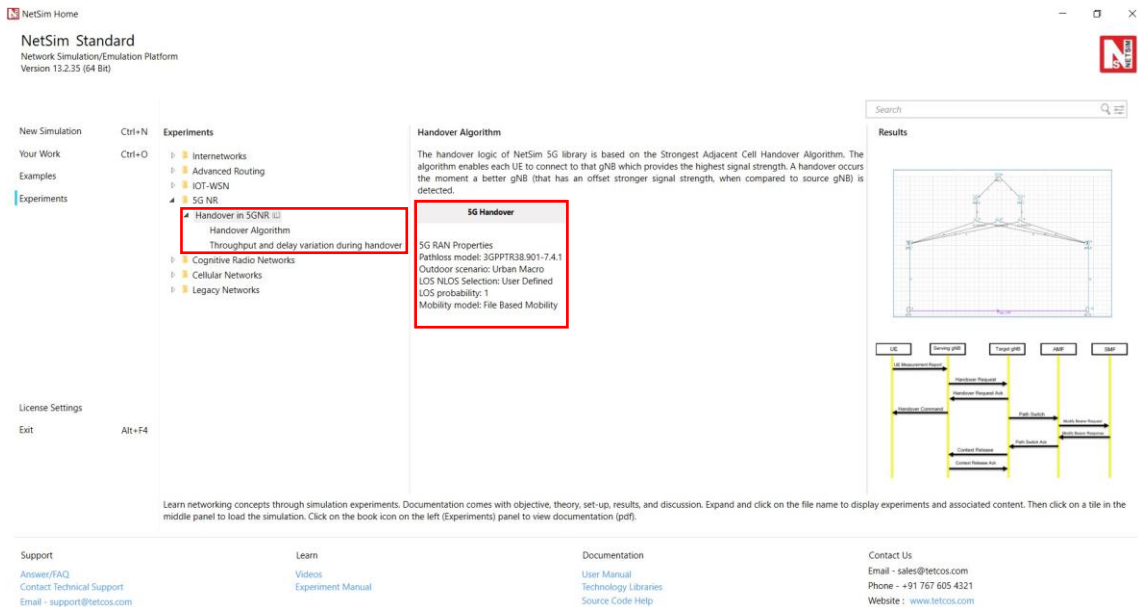 NetSim Home
NetSim Standard
Network Simulation/Emulation Platform
Version 13.2.35 (64 Bit)
NETSIM
Search
New Simulation Ctrl+N
Your Work Ctrl+O
Examples
Experiments
License Settings
Exit Alt+F4
Experiments
Internetworks
Advanced Routing
IOT-WSN
5G NR
Handover in 5GNR
Handover Algorithm
Throughput and delay variation during handover
Cognitive Radio Networks
Cellular Networks
Legacy Networks
Handover Algorithm
The handover logic of NetSim 5G library is based on the Strongest Adjacent Cell Handover Algorithm. The
algorithm enables each UE to connect to that gNB which provides the highest signal strength. A handover occurs
the moment a better gNB (that has an offset stronger signal strength, when compared to source gNB) is
detected.
5G Handover
5G RAN Properties
Pathloss model: 3GPPTR38.901-7.4.1
Outdoor scenario: Urban Macro
LOS NLOS Selection: User Defined
LOS probability: 1
Mobility model: File Based Mobility
Results
UE Serving gNB Target gNB AMF SMF
UE Measurement Report
Handover Request
Handover Request Ack
Handover Command
Path Switch
Modify Bearer Request
Modify Bearer Response
Path Switch Ack
Context Release
Context Release Ack
Learn networking concepts through simulation experiments. Documentation comes with objective, theory, set-up, results, and discussion. Expand and click on the file name to display experiments and associated content. Then click on a tile in the
middle panel to load the simulation. Click on the book icon on the left (Experiments) panel to view documentation (pdf).
Support
Answer/FAQ
Contact Technical Support
Email - support@tetcos.com
Learn
Videos
Experiment Manual
Documentation
User Manual
Technology Libraries
Source Code Help
Contact Us
Email - sales@tetcos.com
Phone - +91 767 605 4321
Website : www.tetcos.com